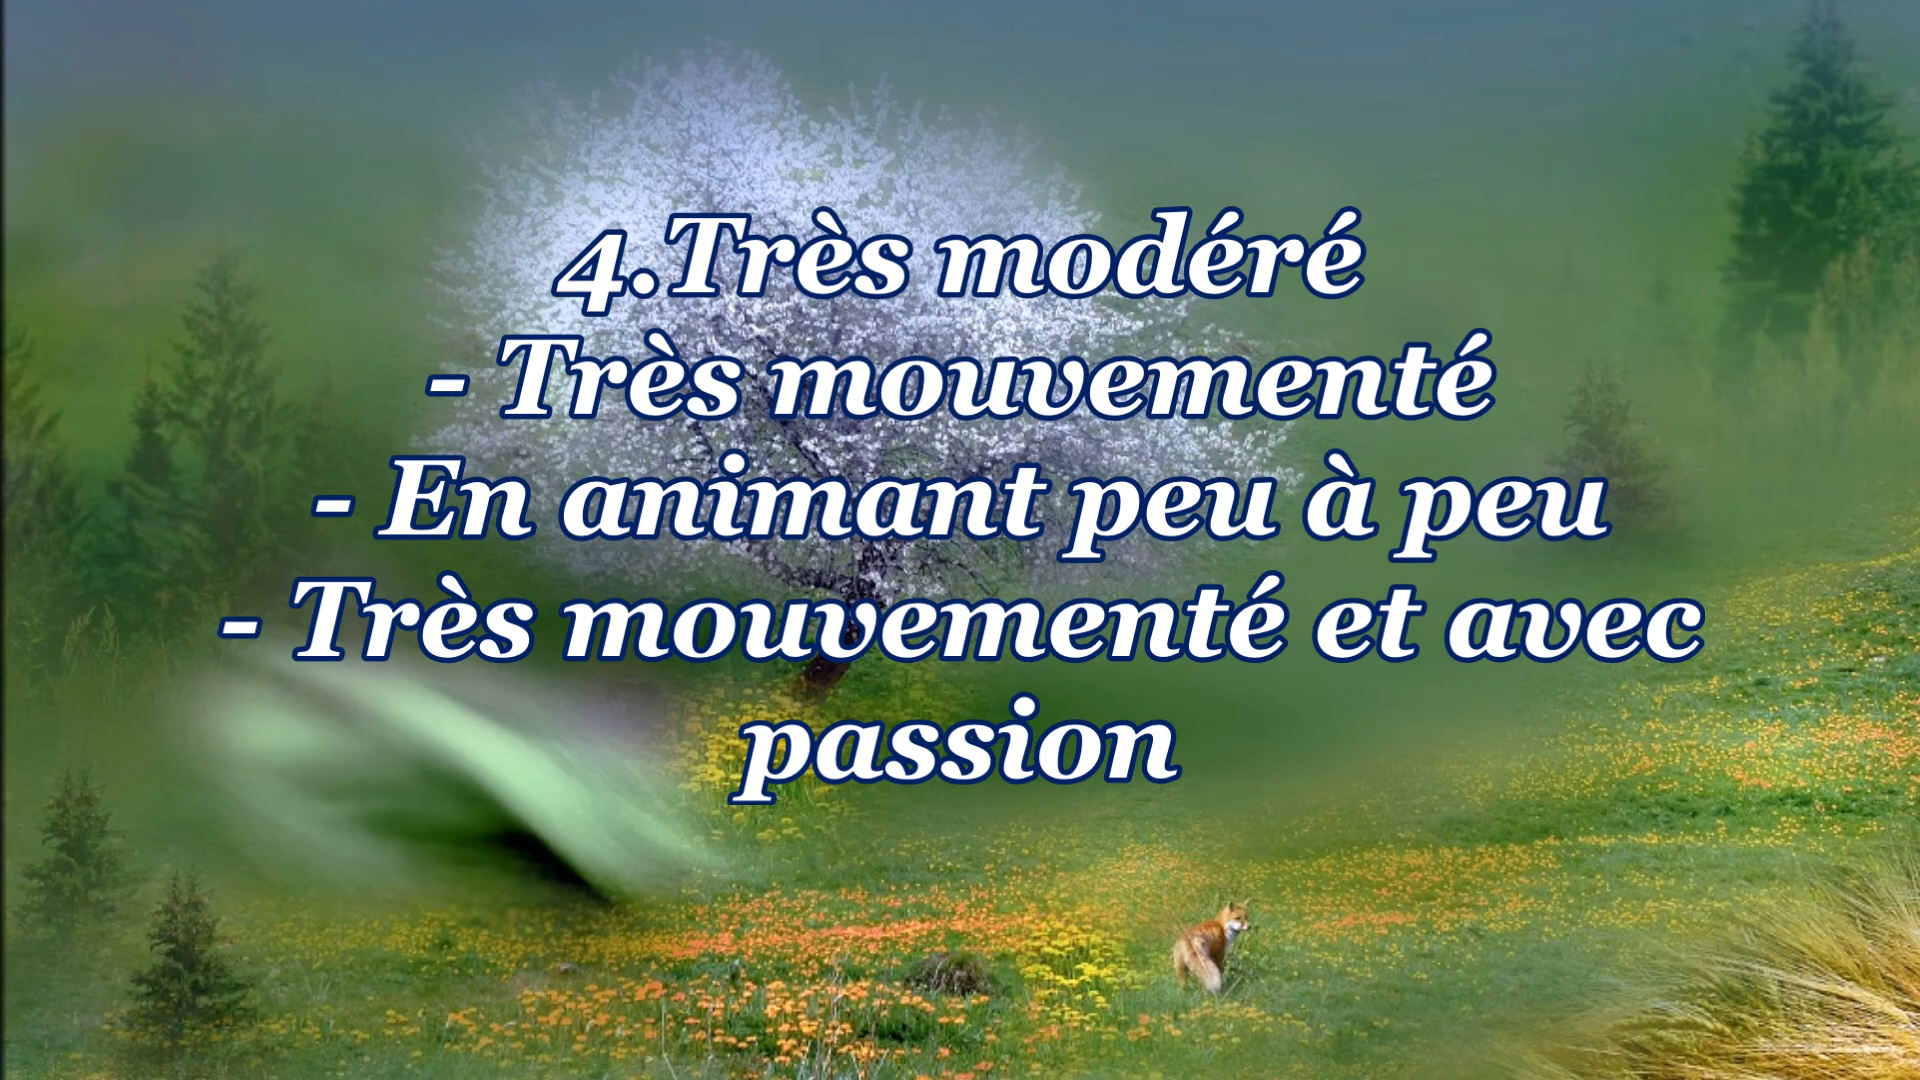 4.Très modéré
- Très mouvementé
- En animant peu à peu
- Très mouvementé et avec
passion